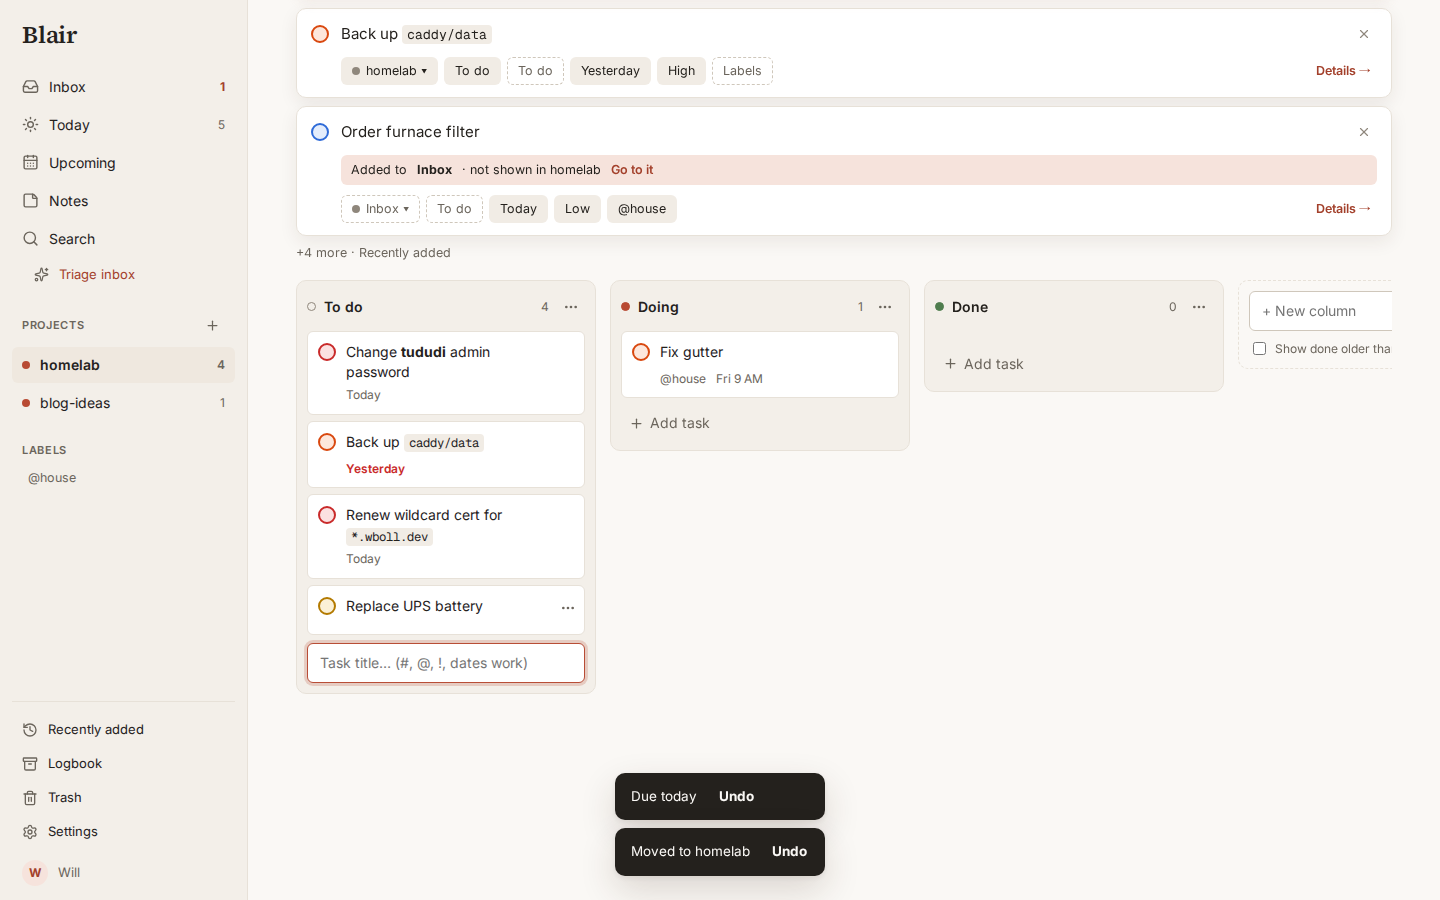 Blair
Inbox 1
Today 5
Upcoming
Notes
Search
Triage inbox
PROJECTS
homelab 4
blog-ideas 1
LABELS
@house
Recently added
Logbook
Trash
Settings
W Will
Back up caddy/data
homelab To do To do Yesterday High Labels Details →
Order furnace filter
Added to Inbox · not shown in homelab Go to it
Inbox To do Today Low @house Details →
+4 more · Recently added
To do 4
Change tududi admin
password
Today
Back up caddy/data
Yesterday
Renew wildcard cert for
*.wboll.dev
Today
Replace UPS battery
Task title... (#, @, !, dates work)
Doing 1
Fix gutter
@house Fri 9 AM
+ Add task
Done 0
+ Add task
+ New column
Show done older tha
Due today Undo
Moved to homelab Undo